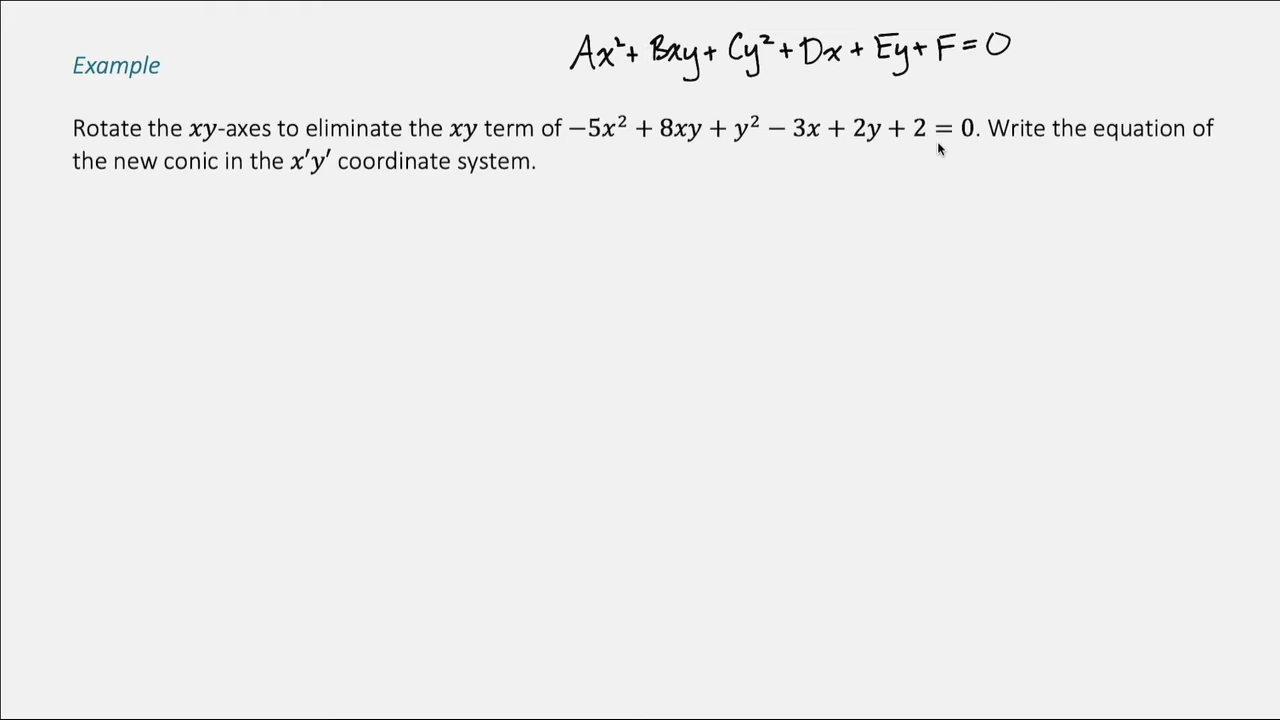 Ax² + Bxy + Cy² + Dx + Ey + F = 0
Example
Rotate the xy-axes to eliminate the xy term of −5x² + 8xy + y² − 3x + 2y + 2 = 0. Write the equation of
the new conic in the x′y′ coordinate system.